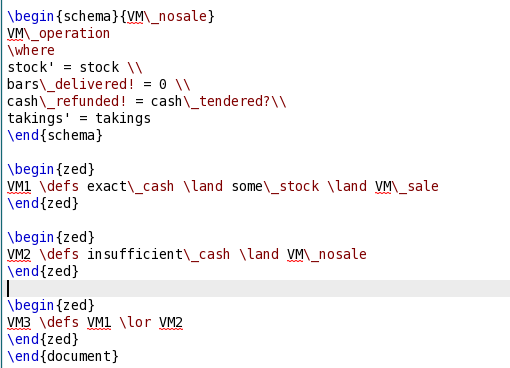 \begin{schema}{VM\_nosale}
VM\_operation
\where
stock' = stock \\
bars\_delivered! = 0 \\
cash\_refunded! = cash\_tendered?\\
takings' = takings
\end{schema}
\begin{zed}
VM1 \defs exact\_cash \land some\_stock \land VM\_sale
\end{zed}
\begin{zed}
VM2 \defs insufficient\_cash \land VM\_nosale
\end{zed}
\begin{zed}
VM3 \defs VM1 \lor VM2
\end{zed}
\end{document}